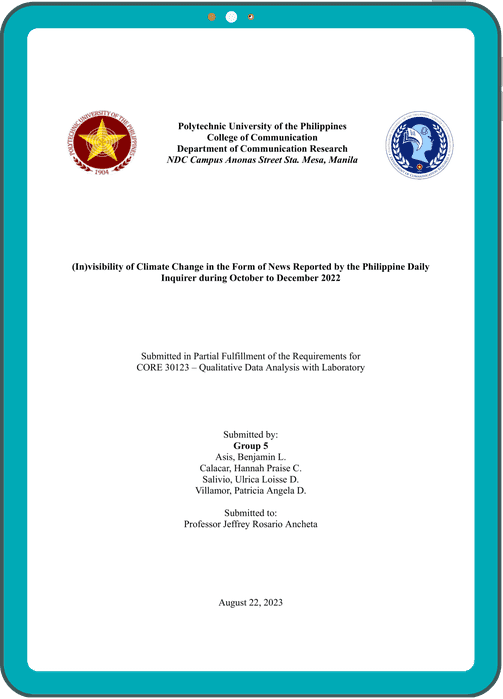 POLYTECHNIC UNIVERSITY OF THE PHILIPPINES
1904
Polytechnic University of the Philippines
College of Communication
Department of Communication Research
NDC Campus Anonas Street Sta. Mesa, Manila
(In)visibility of Climate Change in the Form of News Reported by the Philippine Daily
Inquirer during October to December 2022
Submitted in Partial Fulfillment of the Requirements for
CORE 30123 – Qualitative Data Analysis with Laboratory
Submitted by:
Group 5
Asis, Benjamin L.
Calacar, Hannah Praise C.
Salivio, Ulrica Loisse D.
Villamor, Patricia Angela D.
Submitted to:
Professor Jeffrey Rosario Ancheta
August 22, 2023